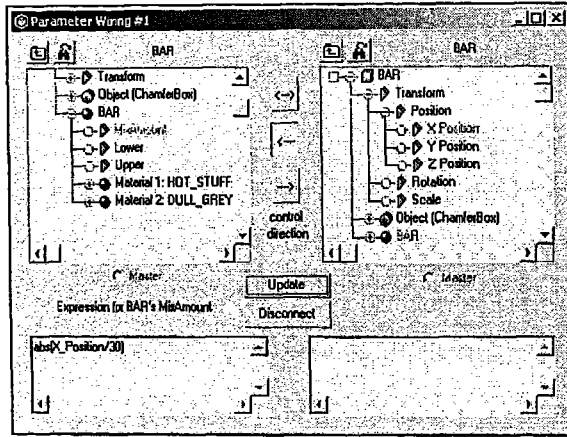 Parameter Wiring #1
BAR
Transform
Object (ChamferBox)
BAR
MixAmount
Lower
Upper
Material 1: HOT_STUFF
Material 2: DULL_GREY
control
direction
BAR
BAR
Transform
Position
X Position
Y Position
Z Position
Rotation
Scale
Object (ChamferBox)
BAR
Master
Master
Update
Disconnect
Expression for BAR's MixAmount
abs(X_Position/30)